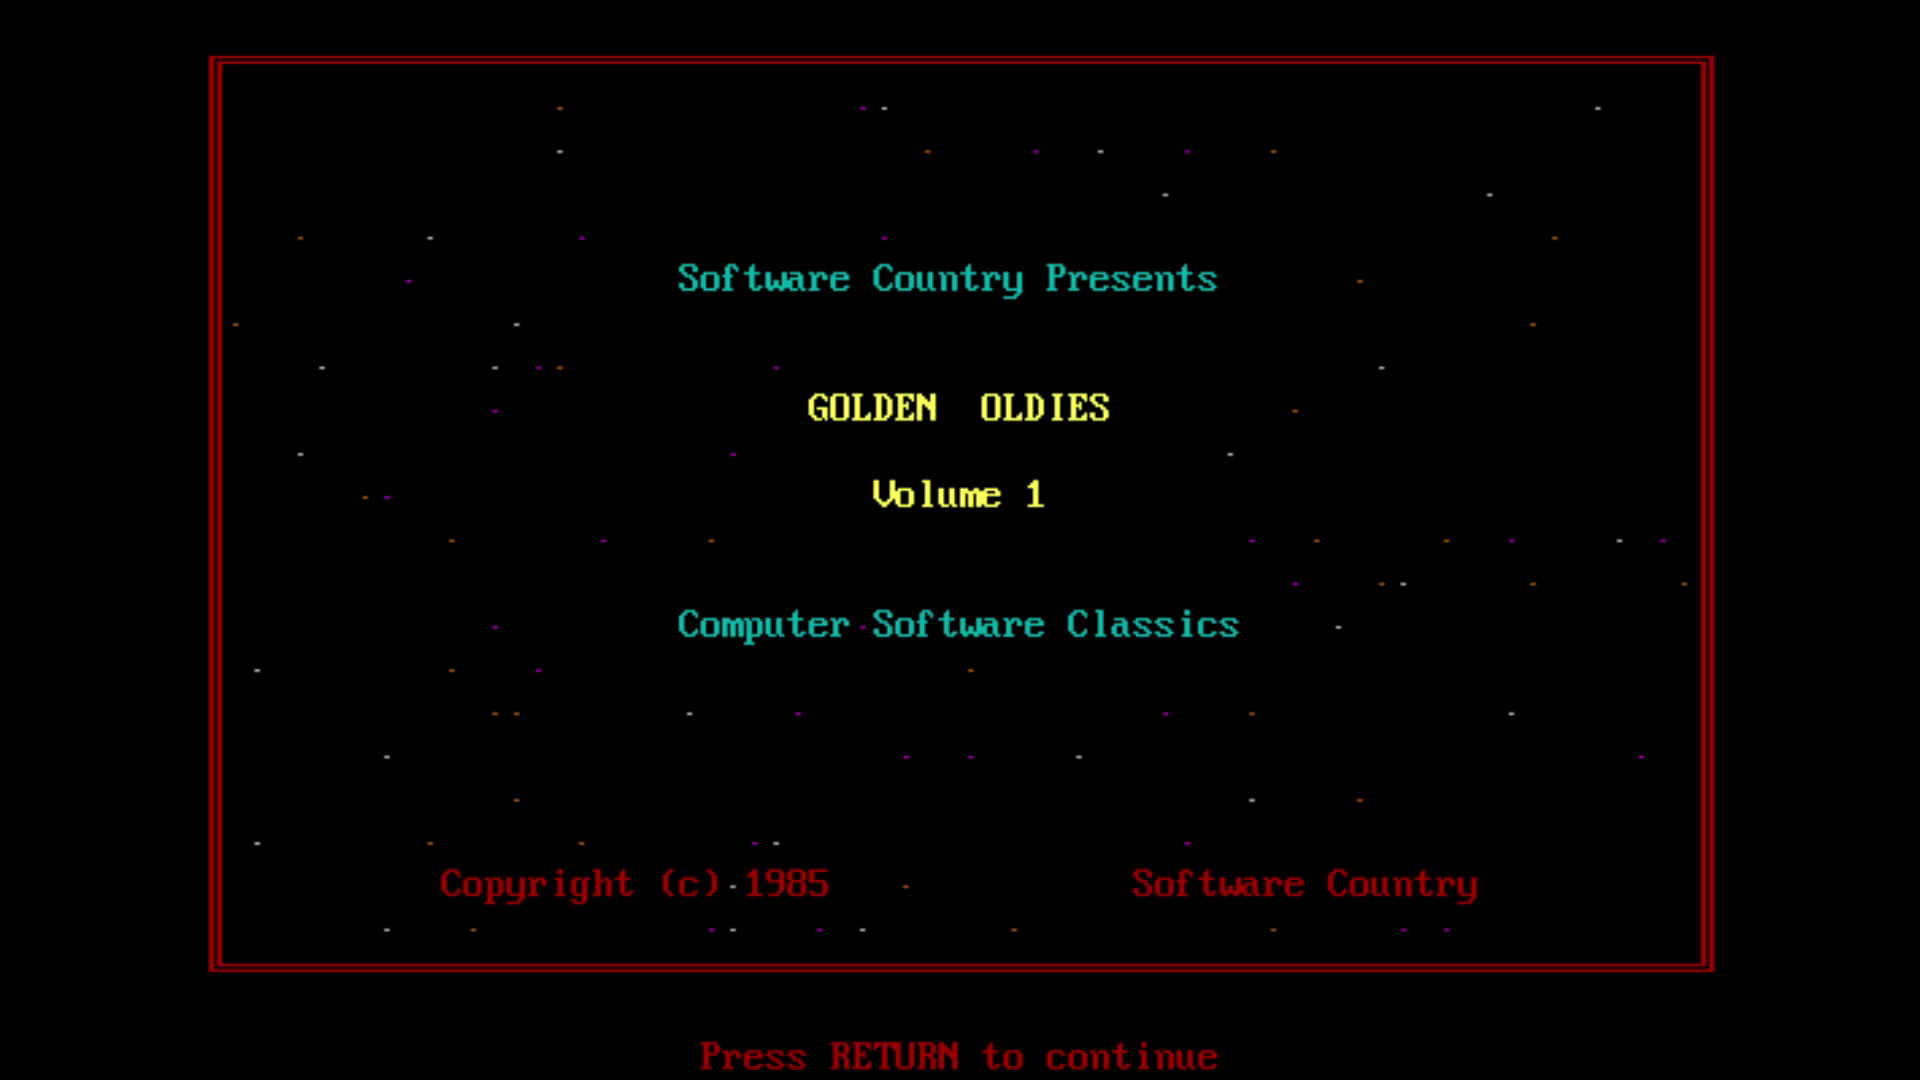 Software Country Presents
GOLDEN  OLDIES
Volume 1
Computer Software Classics
Copyright (c) 1985 Software Country
Press RETURN to continue